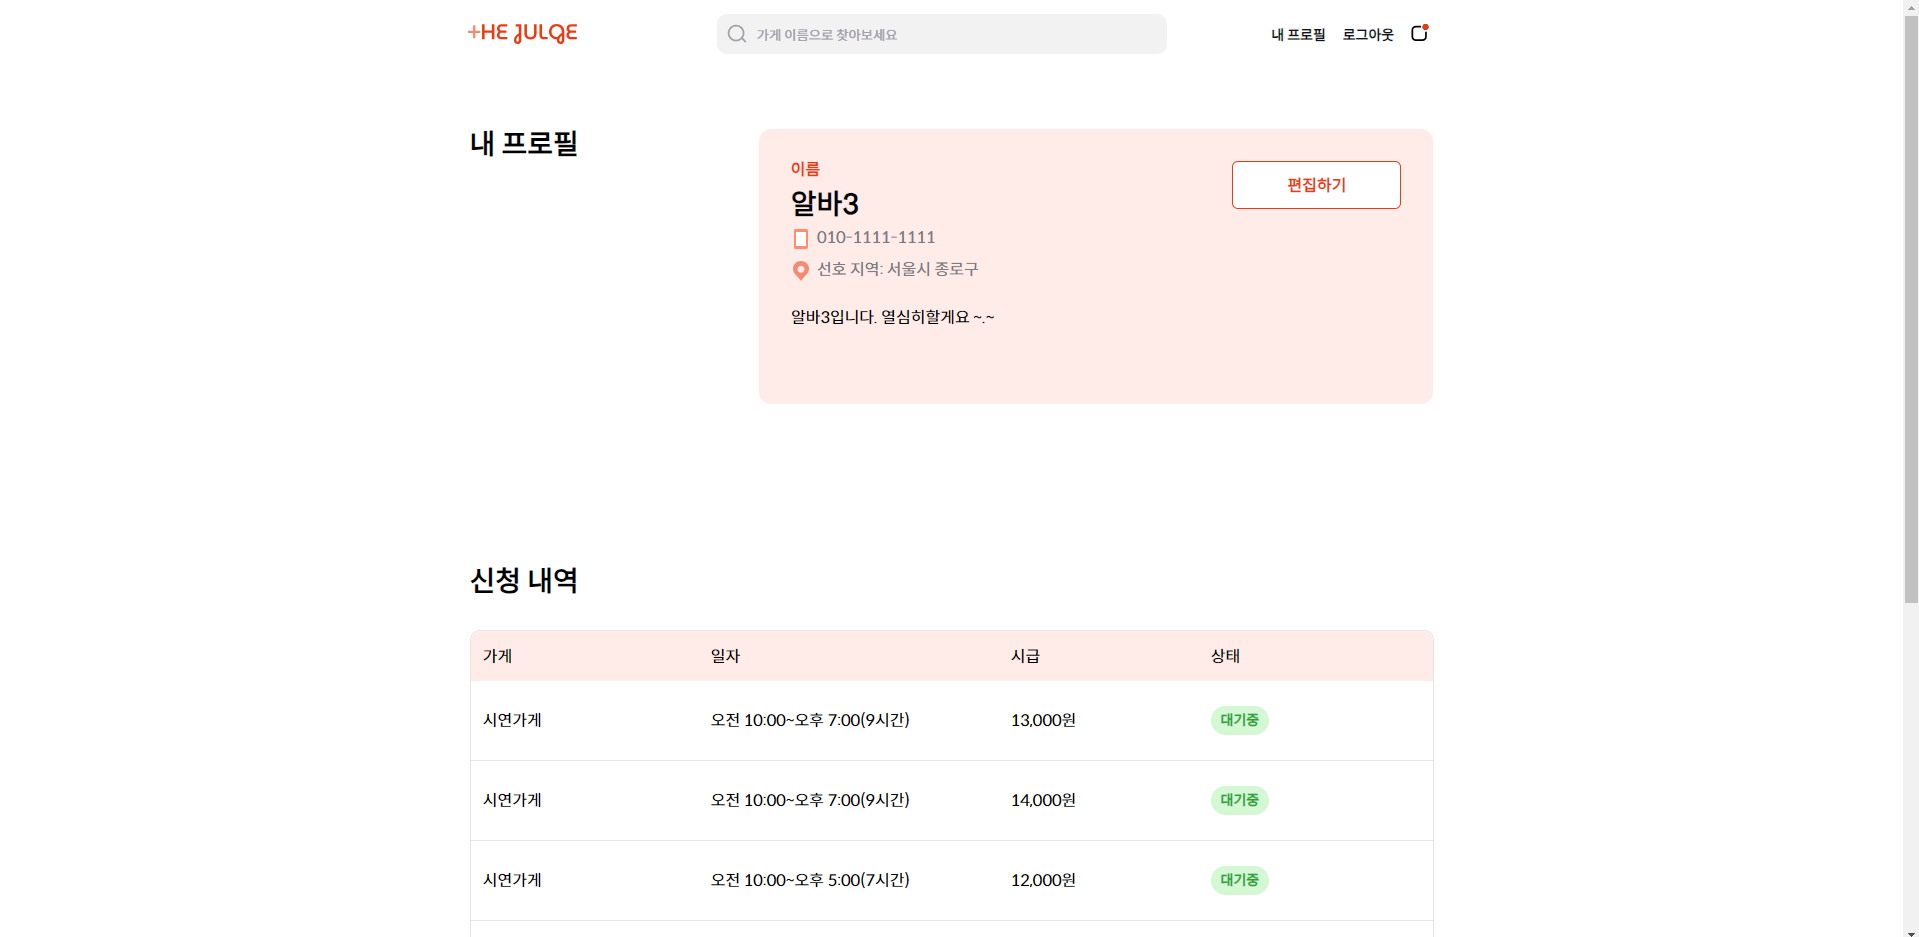 +HE JULGE
가게 이름으로 찾아보세요
내 프로필 로그아웃
내 프로필
이름
알바3
편집하기
010-1111-1111
선호 지역: 서울시 종로구
알바3입니다. 열심히할게요 ~.~
신청 내역
가게 일자 시급 상태
시연가게 오전 10:00~오후 7:00(9시간) 13,000원 대기중
시연가게 오전 10:00~오후 7:00(9시간) 14,000원 대기중
시연가게 오전 10:00~오후 5:00(7시간) 12,000원 대기중